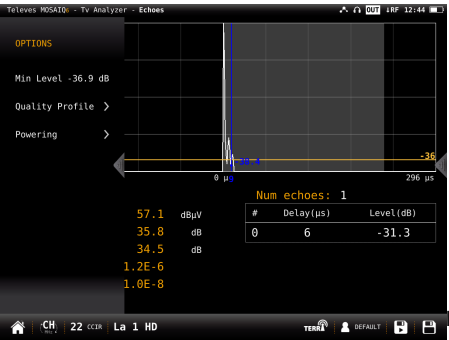 Televes MOSAIQ6 - Tv Analyzer - Echoes
OUT
RF 12:44
OPTIONS
Min Level -36.9 dB
Quality Profile
Powering
-38.4
-36
0 µs
296 µs
Num echoes: 1
# Delay(µs) Level(dB)
0 6 -31.3
57.1 dBµV
35.8 dB
34.5 dB
1.2E-6
1.0E-8
CH
22 CCIR
La 1 HD
TERRA
DEFAULT